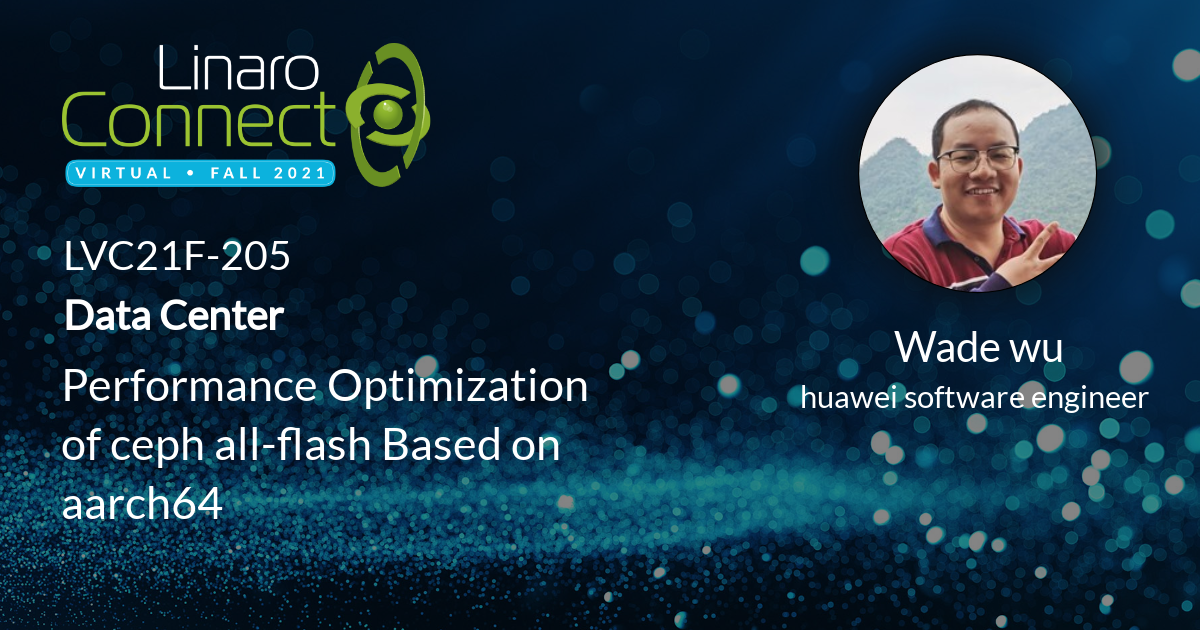 Linaro
Connect
VIRTUAL • FALL 2021
LVC21F-205
Data Center
Performance Optimization
of ceph all-flash Based on
aarch64
Wade wu
huawei software engineer